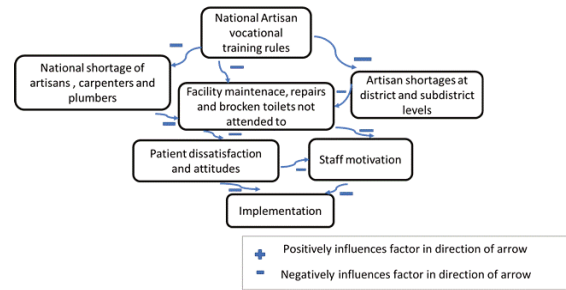 National Artisan
vocational
training rules
National shortage of
artisans , carpenters and
plumbers
Facility maintenace, repairs
and brocken toilets not
attended to
Artisan shortages at
district and subdistrict
levels
Patient dissatisfaction
and attitudes
Staff motivation
Implementation
Positively influences factor in direction of arrow
Negatively influences factor in direction of arrow